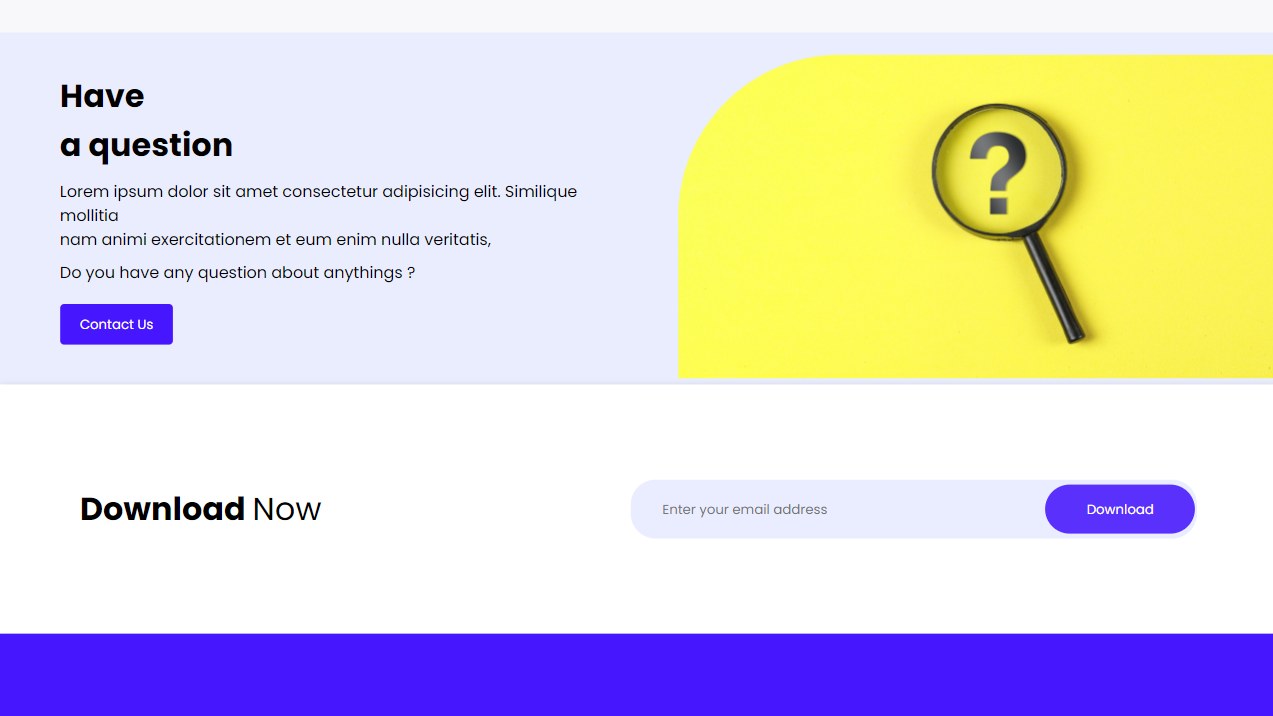 Have
a question
Lorem ipsum dolor sit amet consectetur adipisicing elit. Similique
mollitia
nam animi exercitationem et eum enim nulla veritatis,
Do you have any question about anythings ?
Contact Us
?
Download Now
Enter your email address
Download